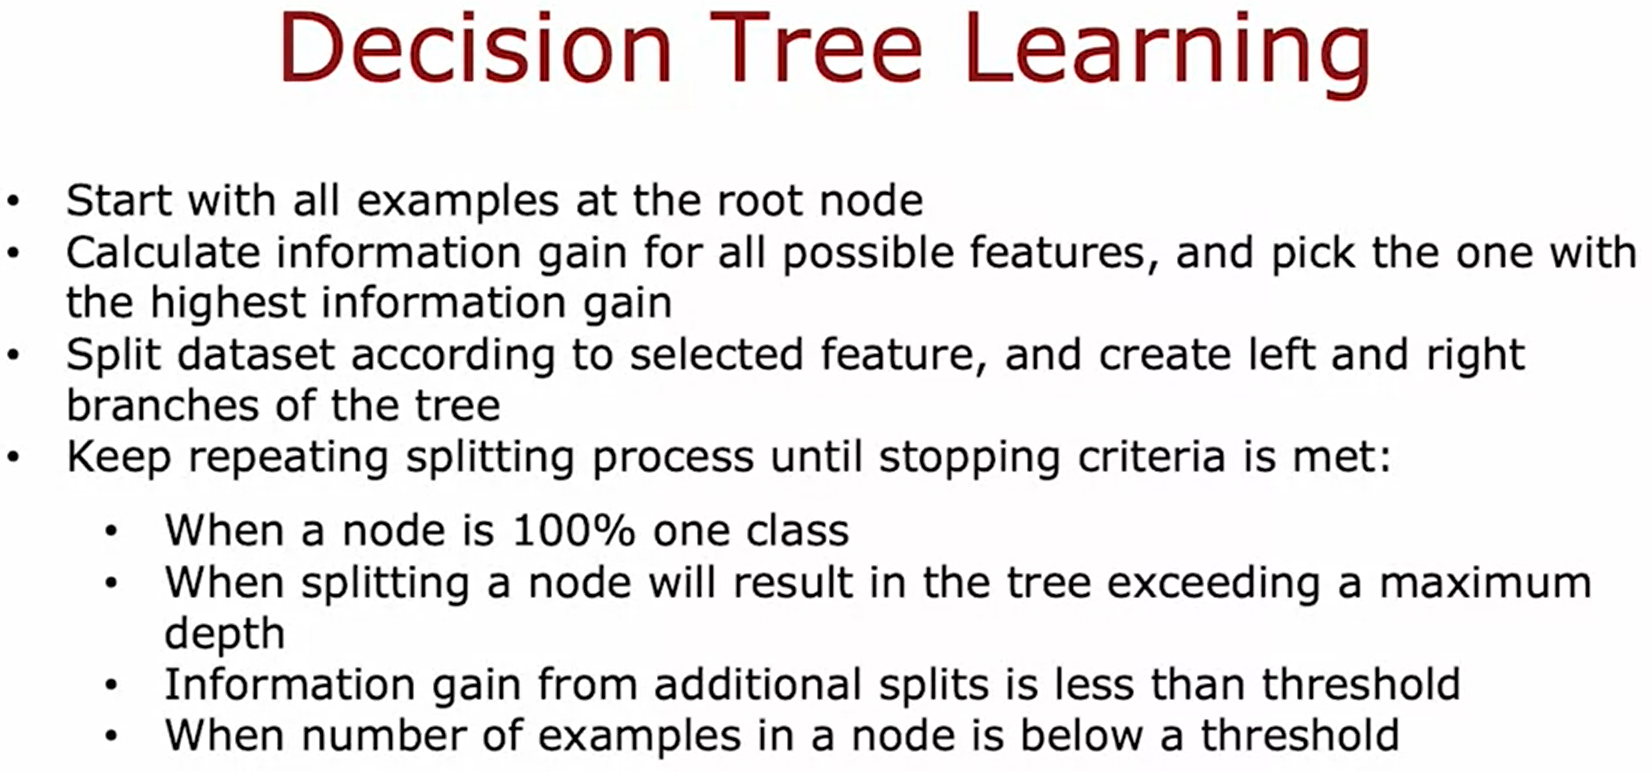 Decision Tree Learning
• Start with all examples at the root node
• Calculate information gain for all possible features, and pick the one with
the highest information gain
• Split dataset according to selected feature, and create left and right
branches of the tree
• Keep repeating splitting process until stopping criteria is met:
• When a node is 100% one class
• When splitting a node will result in the tree exceeding a maximum
depth
• Information gain from additional splits is less than threshold
• When number of examples in a node is below a threshold